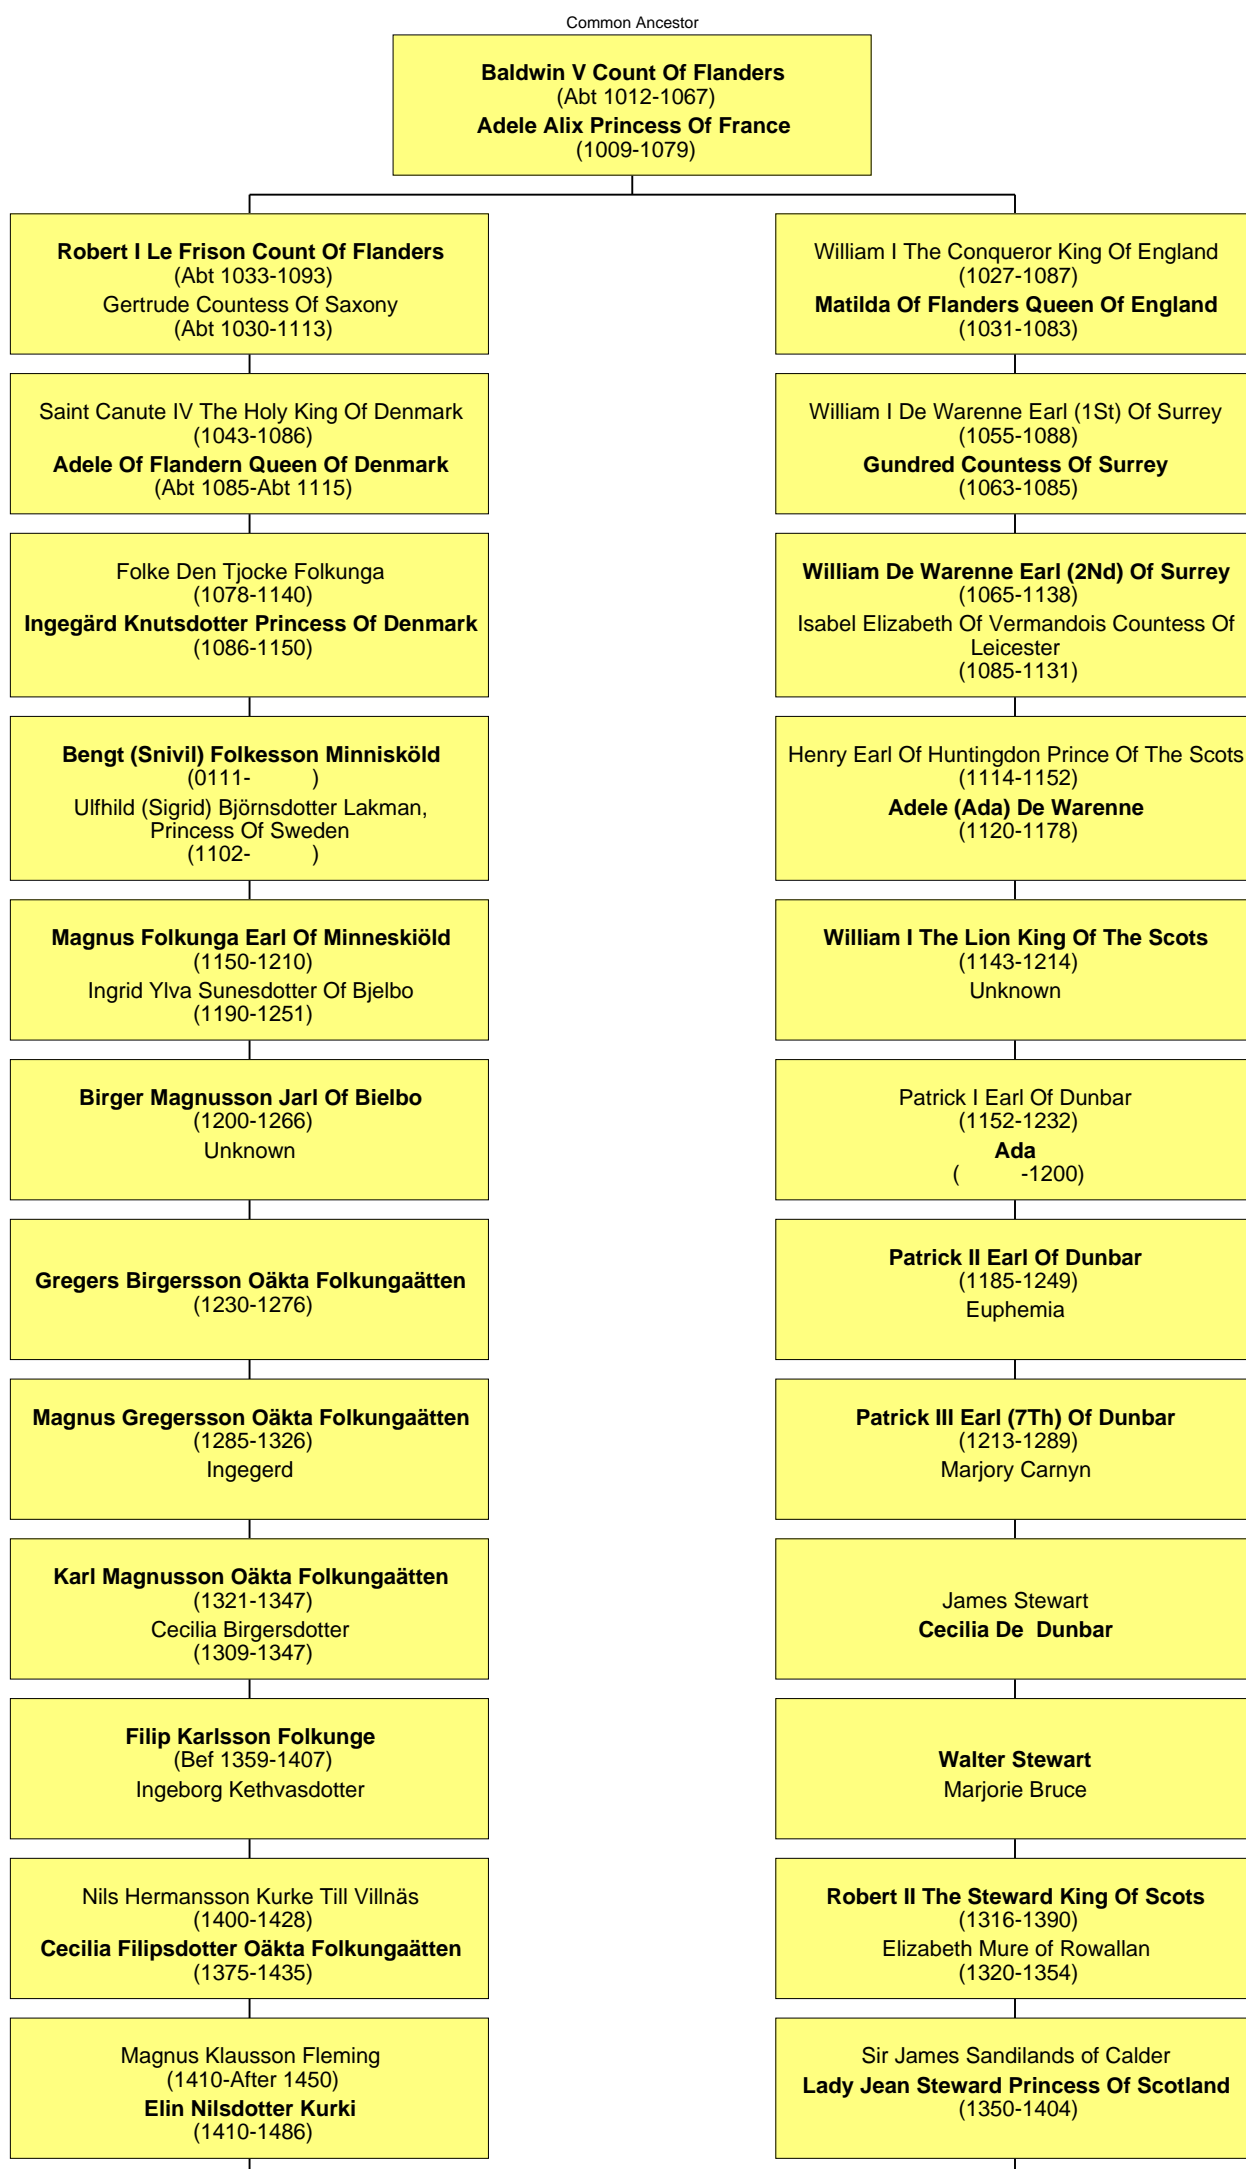 Common Ancestor
Baldwin V Count Of Flanders
(Abt 1012-1067)
Adele Alix Princess Of France
(1009-1079)
Robert I Le Frison Count Of Flanders
(Abt 1033-1093)
Gertrude Countess Of Saxony
(Abt 1030-1113)
William I The Conqueror King Of England
(1027-1087)
Matilda Of Flanders Queen Of England
(1031-1083)
Saint Canute IV The Holy King Of Denmark
(1043-1086)
Adele Of Flandern Queen Of Denmark
(Abt 1085-Abt 1115)
William I De Warenne Earl (1St) Of Surrey
(1055-1088)
Gundred Countess Of Surrey
(1063-1085)
Folke Den Tjocke Folkunga
(1078-1140)
Ingegärd Knutsdotter Princess Of Denmark
(1086-1150)
William De Warenne Earl (2Nd) Of Surrey
(1065-1138)
Isabel Elizabeth Of Vermandois Countess Of
Leicester
(1085-1131)
Bengt (Snivil) Folkesson Minnisköld
(0111- )
Ulfhild (Sigrid) Björnsdotter Lakman,
Princess Of Sweden
(1102- )
Henry Earl Of Huntingdon Prince Of The Scots
(1114-1152)
Adele (Ada) De Warenne
(1120-1178)
Magnus Folkunga Earl Of Minneskiöld
(1150-1210)
Ingrid Ylva Sunesdotter Of Bjelbo
(1190-1251)
William I The Lion King Of The Scots
(1143-1214)
Unknown
Birger Magnusson Jarl Of Bielbo
(1200-1266)
Unknown
Patrick I Earl Of Dunbar
(1152-1232)
Ada
( -1200)
Gregers Birgersson Oäkta Folkungaätten
(1230-1276)
Patrick II Earl Of Dunbar
(1185-1249)
Euphemia
Magnus Gregersson Oäkta Folkungaätten
(1285-1326)
Ingegerd
Patrick III Earl (7Th) Of Dunbar
(1213-1289)
Marjory Carnyn
Karl Magnusson Oäkta Folkungaätten
(1321-1347)
Cecilia Birgersdotter
(1309-1347)
James Stewart
Cecilia De Dunbar
Filip Karlsson Folkunge
(Bef 1359-1407)
Ingeborg Kethvasdotter
Walter Stewart
Marjorie Bruce
Nils Hermansson Kurke Till Villnäs
(1400-1428)
Cecilia Filipsdotter Oäkta Folkungaätten
(1375-1435)
Robert II The Steward King Of Scots
(1316-1390)
Elizabeth Mure of Rowallan
(1320-1354)
Magnus Klausson Fleming
(1410-After 1450)
Elin Nilsdotter Kurki
(1410-1486)
Sir James Sandilands of Calder
Lady Jean Steward Princess Of Scotland
(1350-1404)